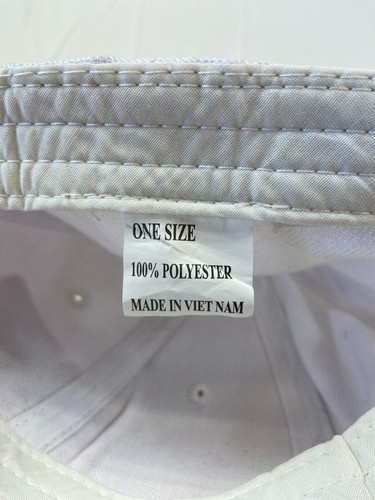 ONE SIZE
100% POLYESTER
MADE IN VIET NAM